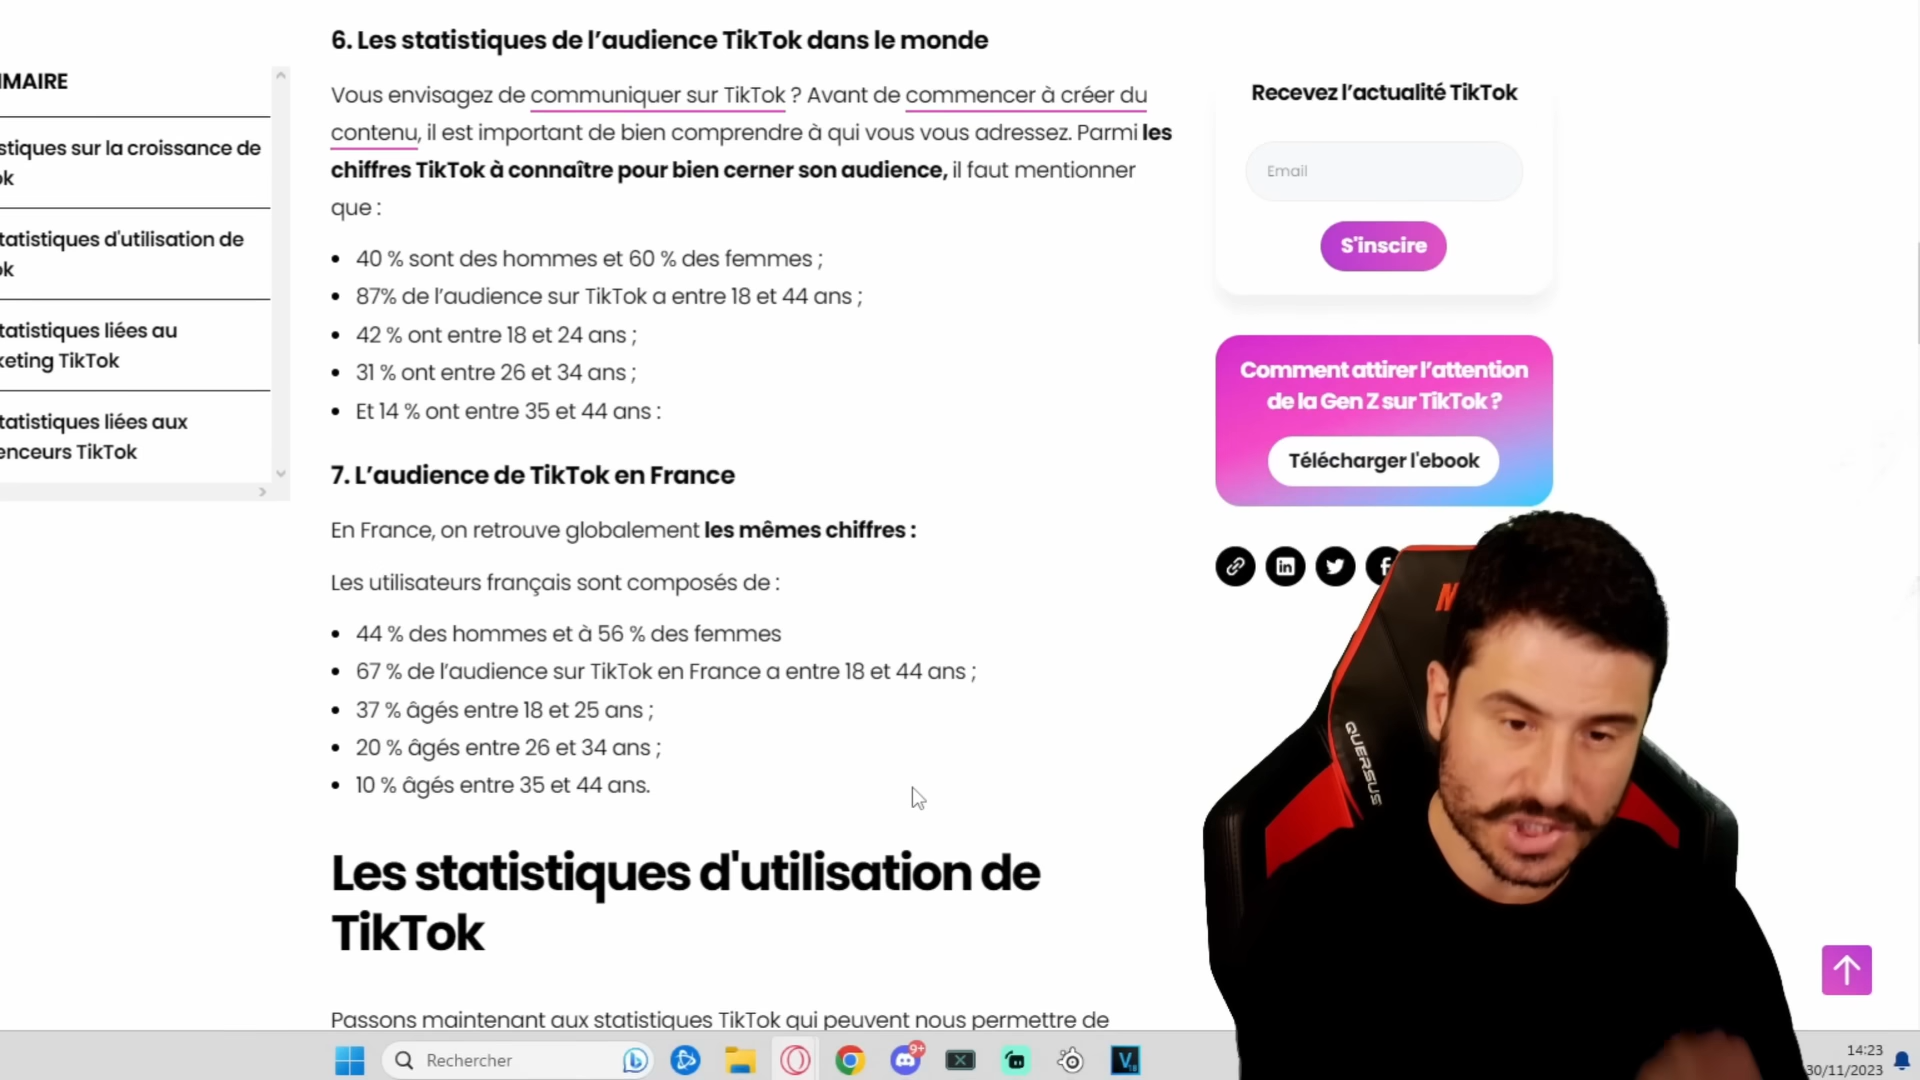 6. Les statistiques de l’audience TikTok dans le monde
MMAIRE
Vous envisagez de communiquer sur TikTok ? Avant de commencer à créer du
contenu, il est important de bien comprendre à qui vous vous adressez. Parmi les
chiffres TikTok à connaître pour bien cerner son audience, il faut mentionner
que :
40 % sont des hommes et 60 % des femmes ;
87% de l’audience sur TikTok a entre 18 et 44 ans ;
42 % ont entre 18 et 24 ans ;
31 % ont entre 26 et 34 ans ;
Et 14 % ont entre 35 et 44 ans :
7. L’audience de TikTok en France
En France, on retrouve globalement les mêmes chiffres :
Les utilisateurs français sont composés de :
44 % des hommes et à 56 % des femmes
67 % de l’audience sur TikTok en France a entre 18 et 44 ans ;
37 % âgés entre 18 et 25 ans ;
20 % âgés entre 26 et 34 ans ;
10 % âgés entre 35 et 44 ans.
Les statistiques d'utilisation de
TikTok
Passons maintenant aux statistiques TikTok qui peuvent nous permettre de
stiques sur la croissance de
ok
tatistiques d'utilisation de
ok
tatistiques liées au
keting TikTok
tatistiques liées aux
enceurs TikTok
Recevez l’actualité TikTok
Email
S'inscire
Comment attirer l’attention
de la Gen Z sur TikTok ?
Télécharger l'ebook
QUERSUS
Rechercher
9+
14:23
30/11/2023